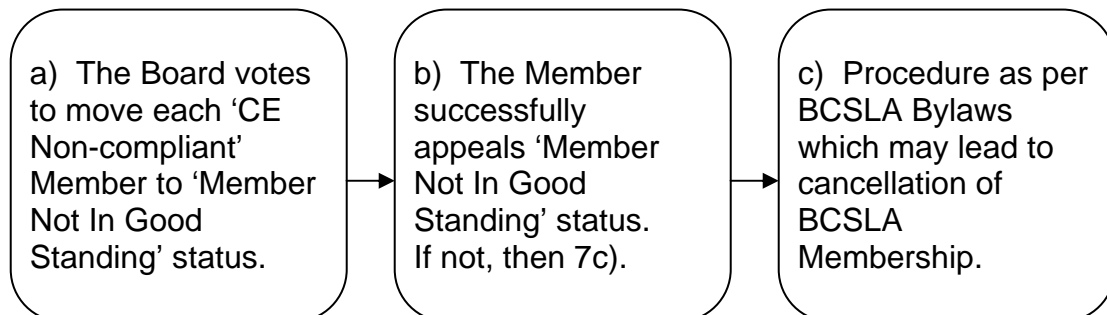 a)  The Board votes
to move each ‘CE
Non-compliant’
Member to ‘Member
Not In Good
Standing’ status.
b)  The Member
successfully
appeals ‘Member
Not In Good
Standing’ status.
If not, then 7c).
c)  Procedure as per
BCSLA Bylaws
which may lead to
cancellation of
BCSLA
Membership.